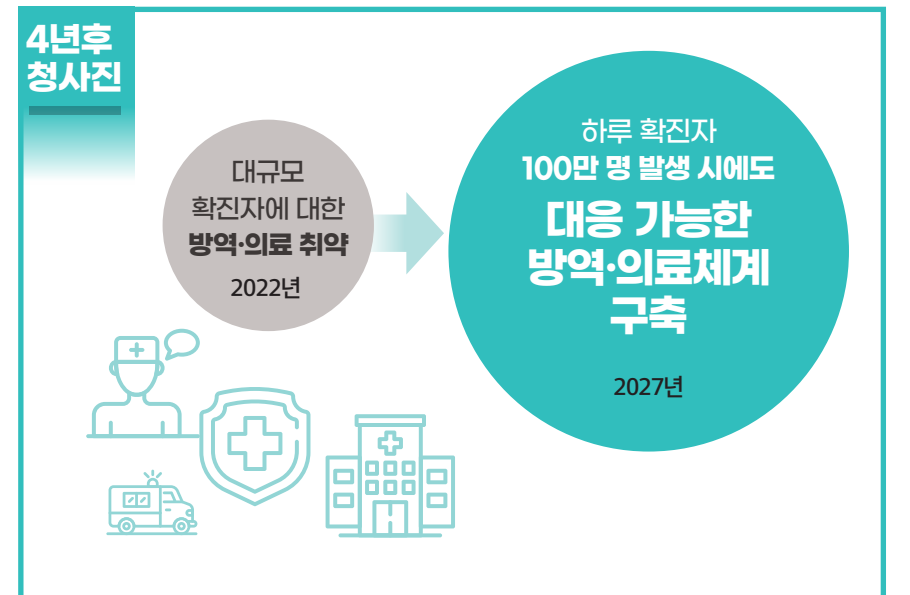 4년후
청사진
대규모
확진자에 대한
방역·의료 취약
2022년
하루 확진자
100만 명 발생 시에도
대응 가능한
방역·의료체계
구축
2027년